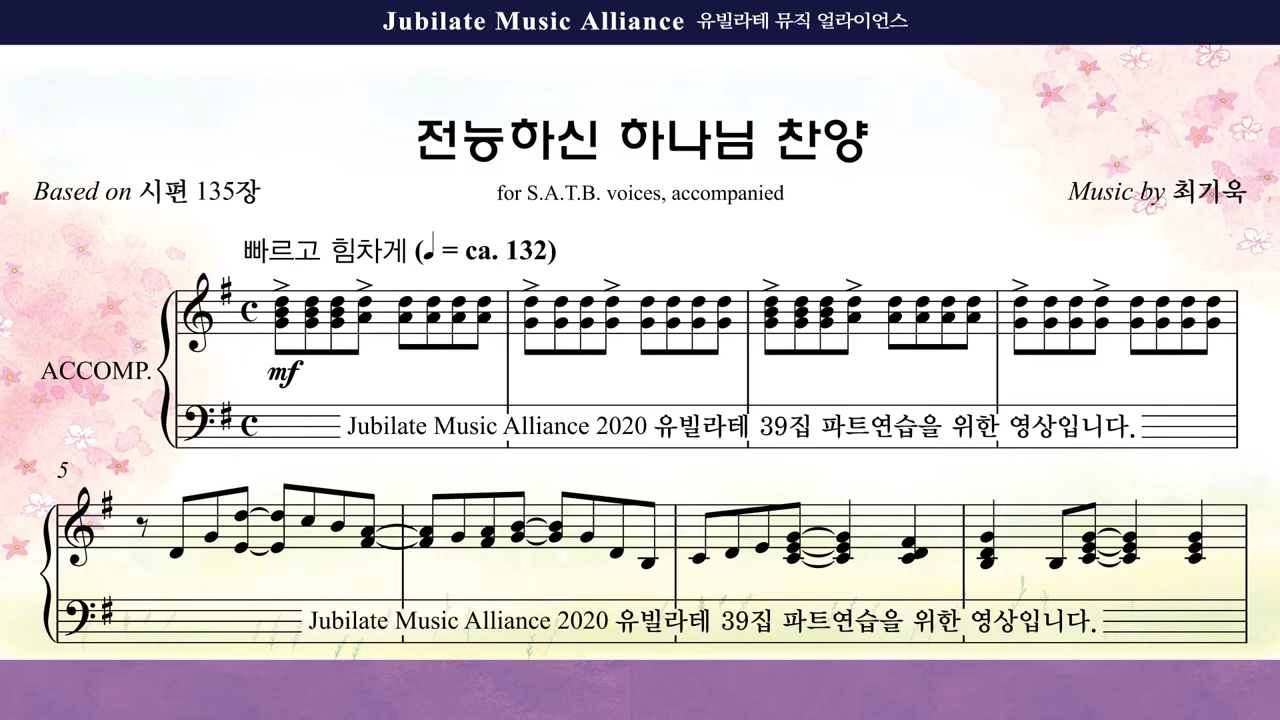 Jubilate Music Alliance 유빌라테 뮤직 얼라이언스
전능하신 하나님 찬양
Based on 시편 135장
for S.A.T.B. voices, accompanied
Music by 최기욱
빠르고 힘차게 (♩ = ca. 132)
mf
ACCOMP.
Jubilate Music Alliance 2020 유빌라테 39집 파트연습을 위한 영상입니다.
5
Jubilate Music Alliance 2020 유빌라테 39집 파트연습을 위한 영상입니다.